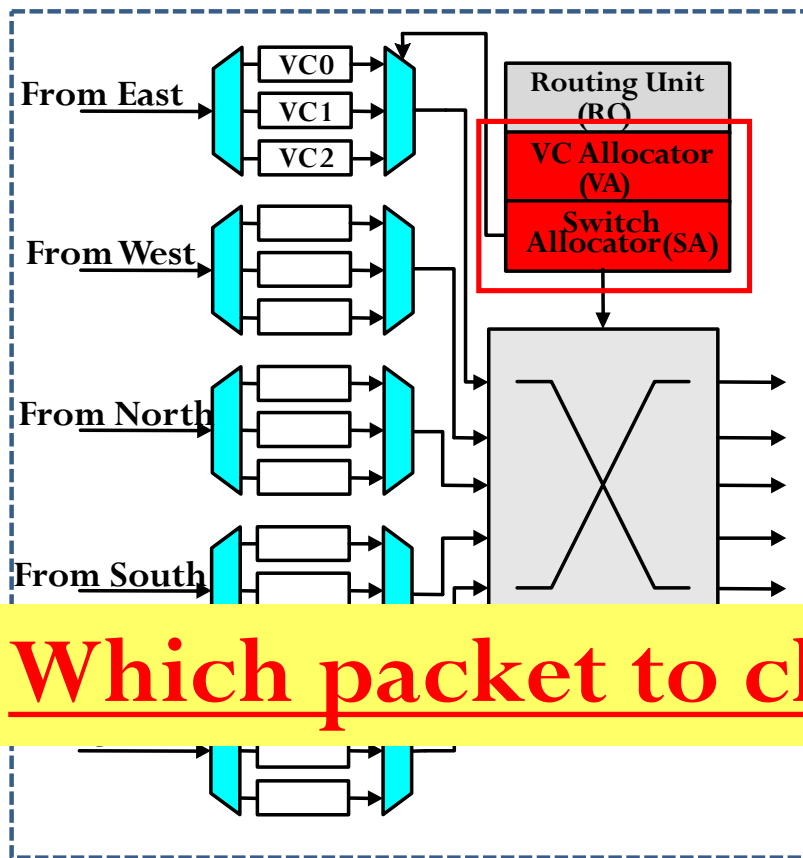 From East
VC0
VC1
VC2
Routing Unit
(RC)
VC Allocator
(VA)
Switch
Allocator(SA)
From West
From North
From South
Which packet to